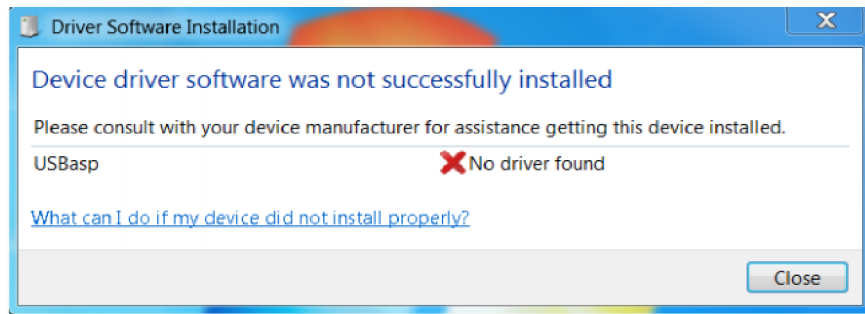 Driver Software Installation
Device driver software was not successfully installed
Please consult with your device manufacturer for assistance getting this device installed.
USBasp No driver found
What can I do if my device did not install properly?
Close